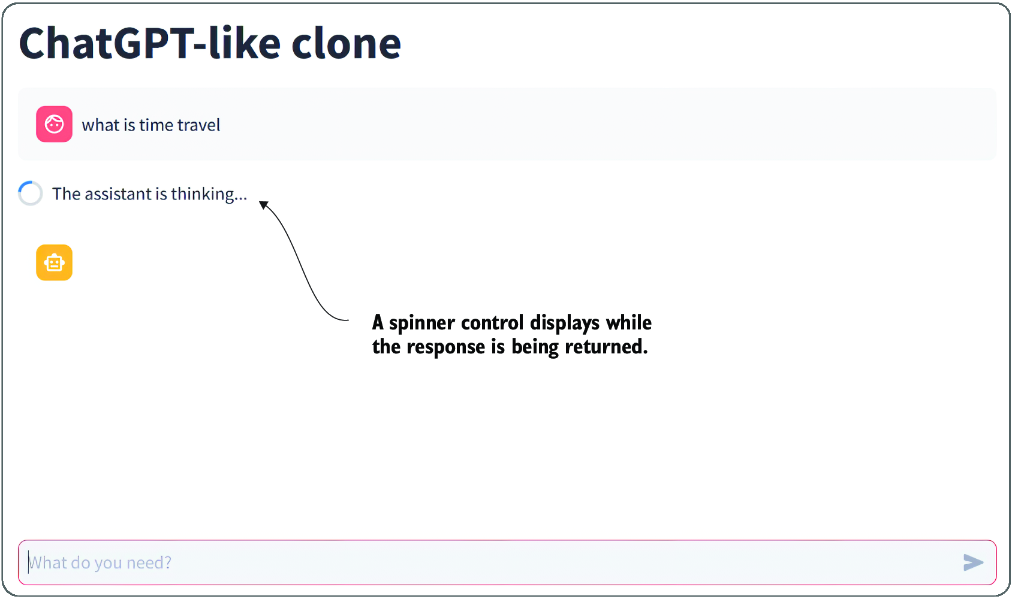 ChatGPT-like clone
what is time travel
The assistant is thinking...
A spinner control displays while
the response is being returned.
What do you need?